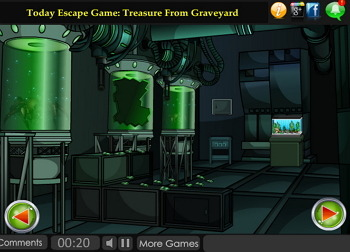 Today Escape Game: Treasure From Graveyard
Comments 00:20 More Games